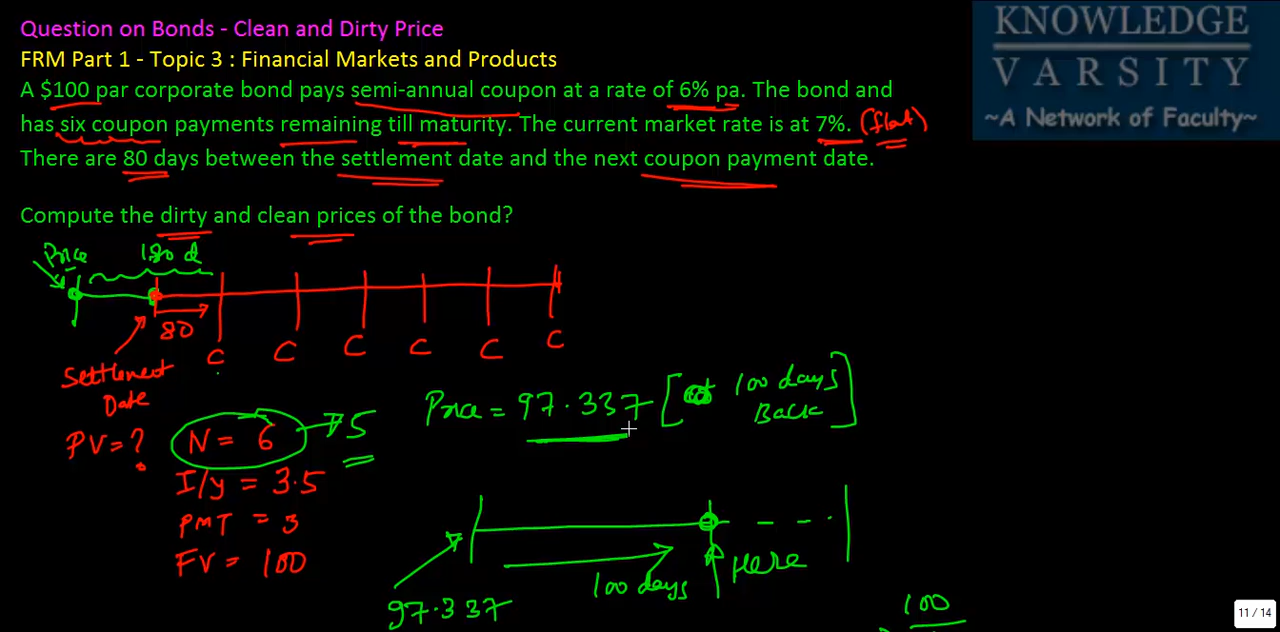 Question on Bonds - Clean and Dirty Price
KNOWLEDGE
VARSITY
~A Network of Faculty~
FRM Part 1 - Topic 3 : Financial Markets and Products
A $100 par corporate bond pays semi-annual coupon at a rate of 6% pa. The bond and
has six coupon payments remaining till maturity. The current market rate is at 7%. (flat)
There are 80 days between the settlement date and the next coupon payment date.
Compute the dirty and clean prices of the bond?
Price 180 d
80
C C C C C C
Settlement
Date
Price = 97.337 [ 100 days
Back ]
PV = ? N = 6 → 5
I/y = 3.5
PMT = 3
FV = 100
100 days Here
97.337
100
11 / 14